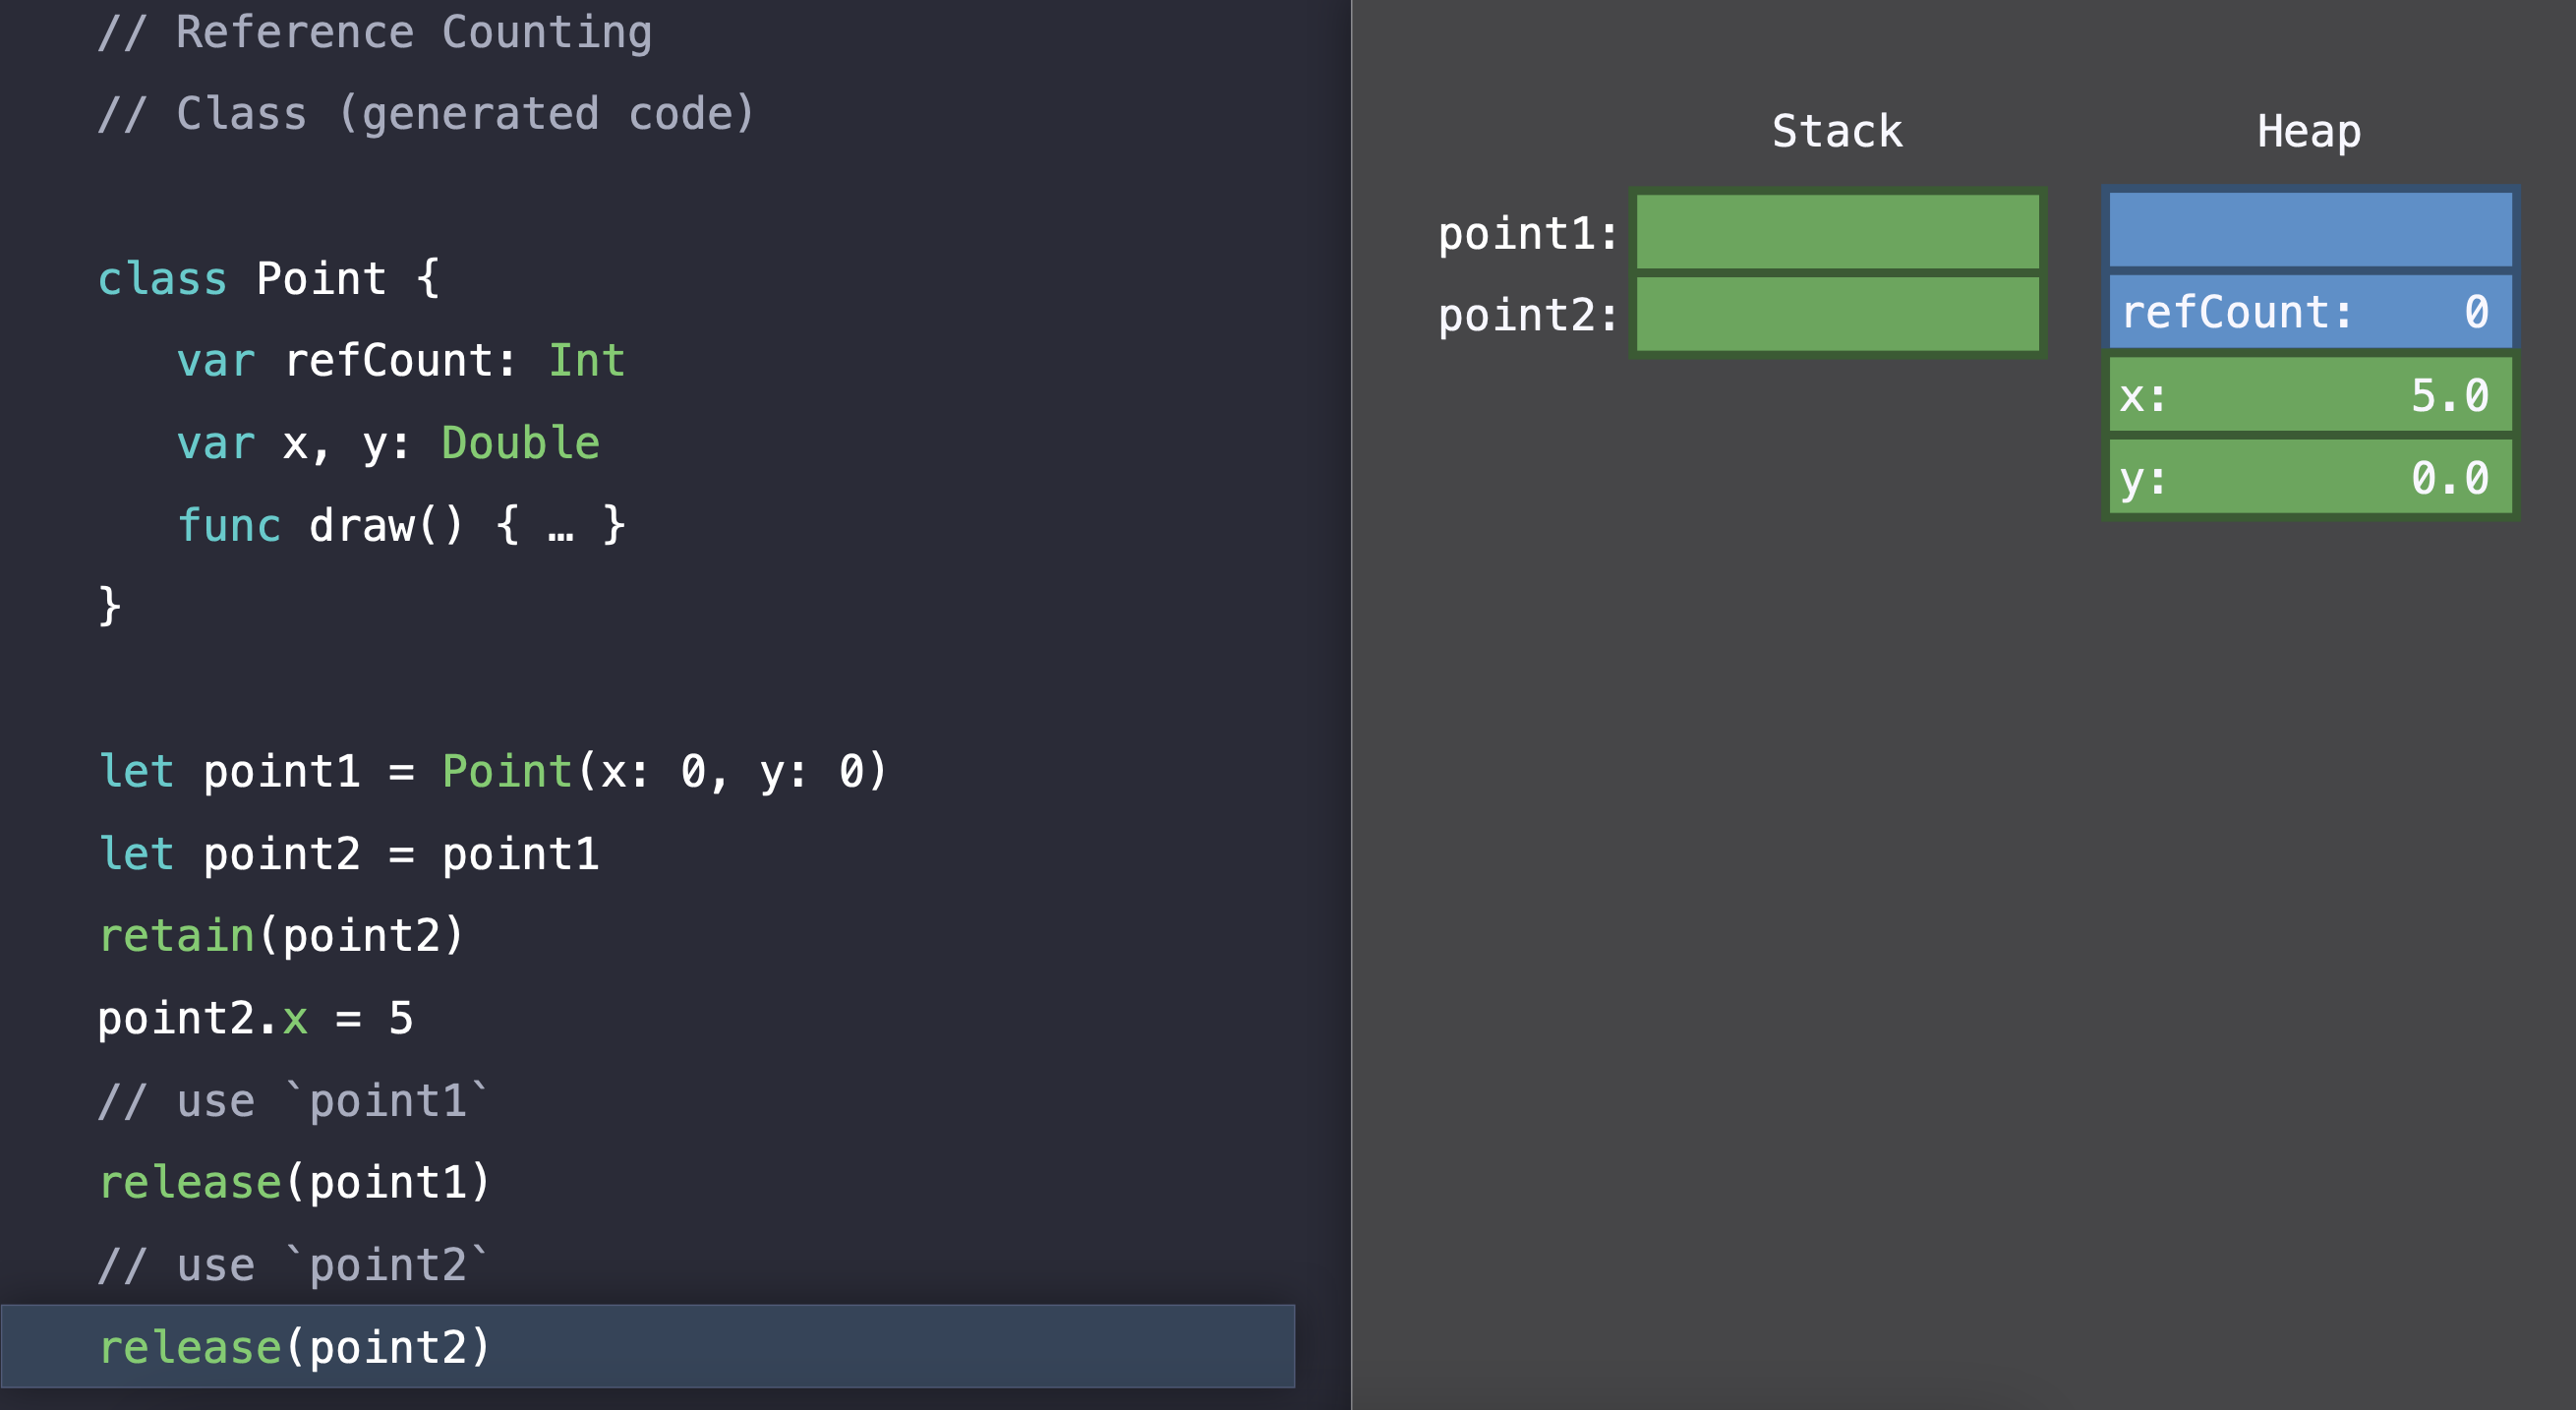 // Reference Counting
// Class (generated code)
class Point {
   var refCount: Int
   var x, y: Double
   func draw() { … }
}
let point1 = Point(x: 0, y: 0)
let point2 = point1
retain(point2)
point2.x = 5
// use `point1`
release(point1)
// use `point2`
release(point2)
Stack
point1:
point2:
Heap
refCount: 0
x: 5.0
y: 0.0